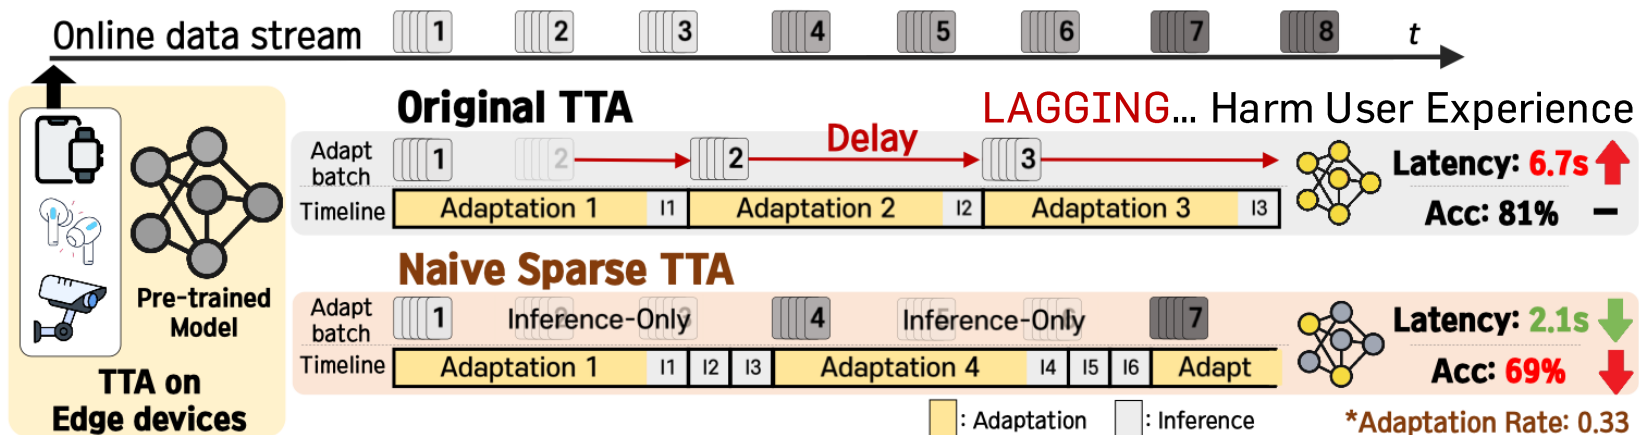 Online data stream 1 2 3 4 5 6 7 8 t
Original TTA
LAGGING... Harm User Experience
Adapt
batch
1 2 2 3
Delay
Timeline
Adaptation 1 I1 Adaptation 2 I2 Adaptation 3 I3
Latency: 6.7s
Acc: 81% –
Naive Sparse TTA
Adapt
batch
1 2 Inference-Only 3 4 5 Inference-Only 6 7
Timeline
Adaptation 1 I1 I2 I3 Adaptation 4 I4 I5 I6 Adapt
Latency: 2.1s
Acc: 69%
Pre-trained
Model
TTA on
Edge devices
: Adaptation : Inference
*Adaptation Rate: 0.33